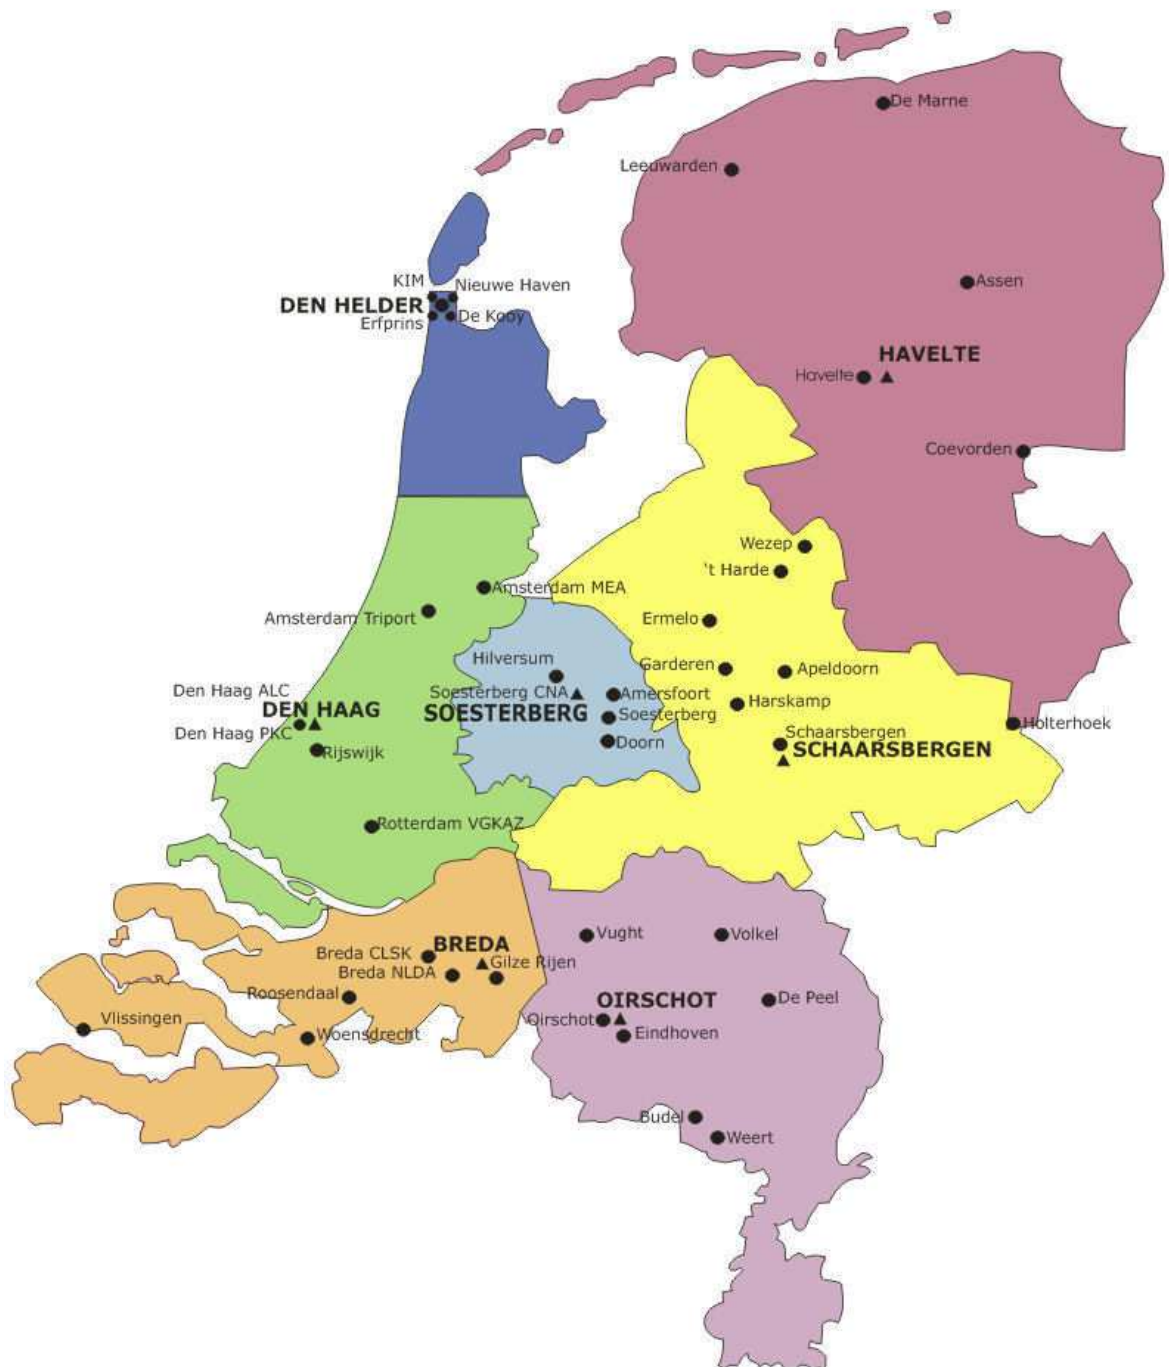 De Marne
Leeuwarden
Assen
KIM
Nieuwe Haven
DEN HELDER
Erfprins
De Kooy
HAVELTE
Havelte
Coevorden
Wezep
't Harde
Amsterdam MEA
Amsterdam Triport
Ermelo
Hilversum
Garderen
Apeldoorn
Den Haag ALC
Soesterberg CNA
Amersfoort
Harskamp
DEN HAAG
SOESTERBERG
Soesterberg
Holterhoek
Den Haag PKC
Schaarsbergen
Rijswijk
Doorn
SCHAARSBERGEN
Rotterdam VGKAZ
Vught
Volkel
BREDA
Breda CLSK
Gilze Rijen
Breda NLDA
Roosendaal
OIRSCHOT
De Peel
Vlissingen
Oirschot
Woensdrecht
Eindhoven
Budel
Weert